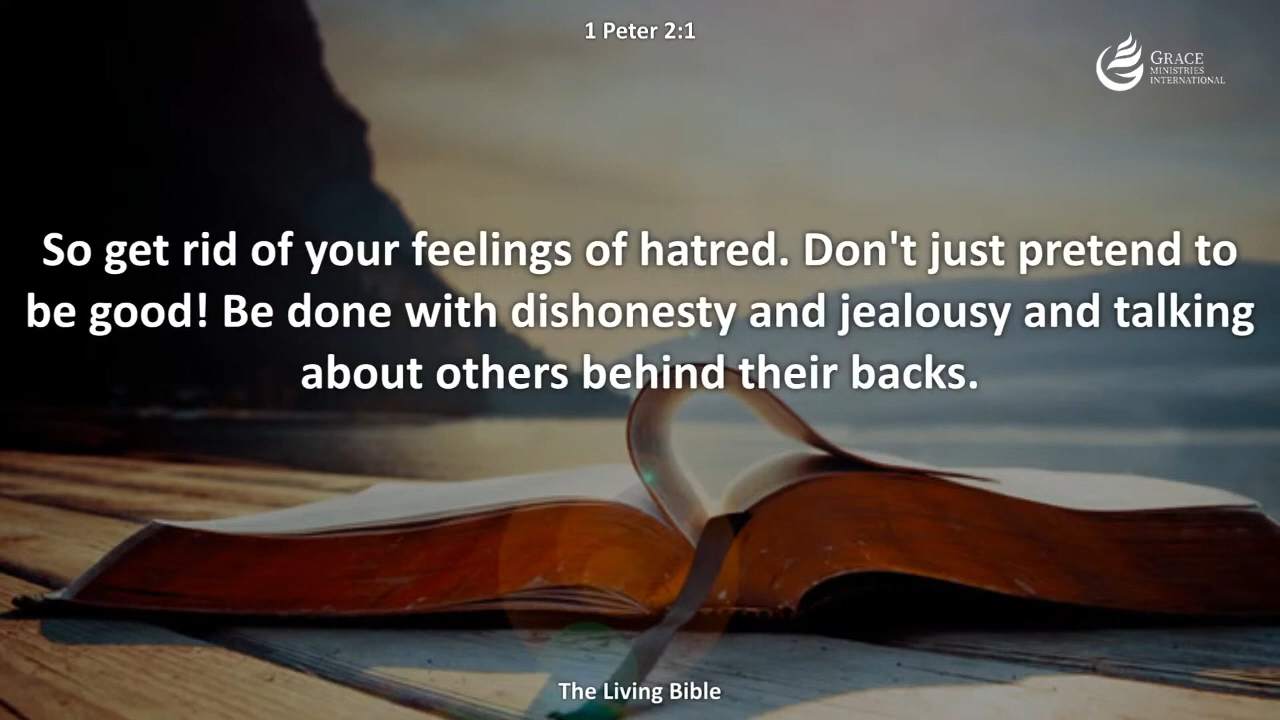 1 Peter 2:1
GRACE
MINISTRIES
INTERNATIONAL
So get rid of your feelings of hatred. Don't just pretend to
be good! Be done with dishonesty and jealousy and talking
about others behind their backs.
The Living Bible